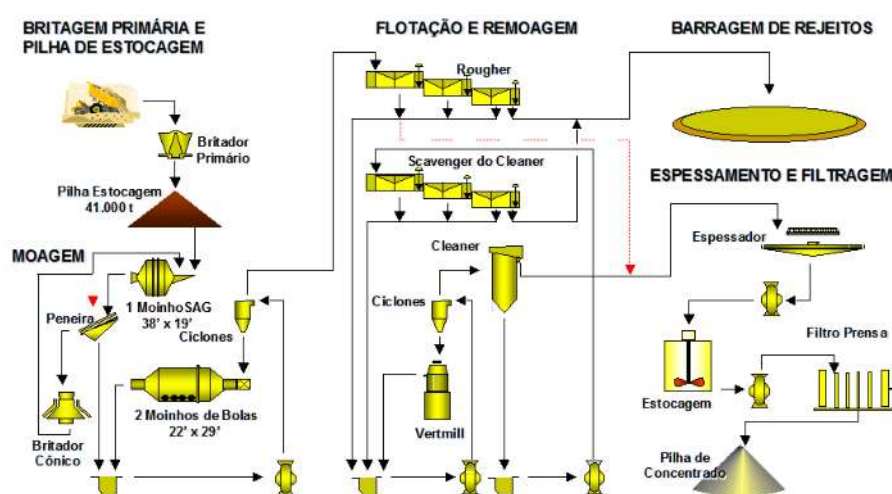 BRITAGEM PRIMÁRIA E
PILHA DE ESTOCAGEM
Britador
Primário
Pilha Estocagem
41.000 t
MOAGEM
1 Moinho SAG
38' x 19'
Peneira
Ciclones
2 Moinhos de Bolas
22' x 29'
Britador
Cônico
FLOTAÇÃO E REMOAGEM
Rougher
Scavenger do Cleaner
Cleaner
Ciclones
Vertmill
BARRAGEM DE REJEITOS
ESPESSAMENTO E FILTRAGEM
Espessador
Filtro Prensa
Estocagem
Pilha de
Concentrado